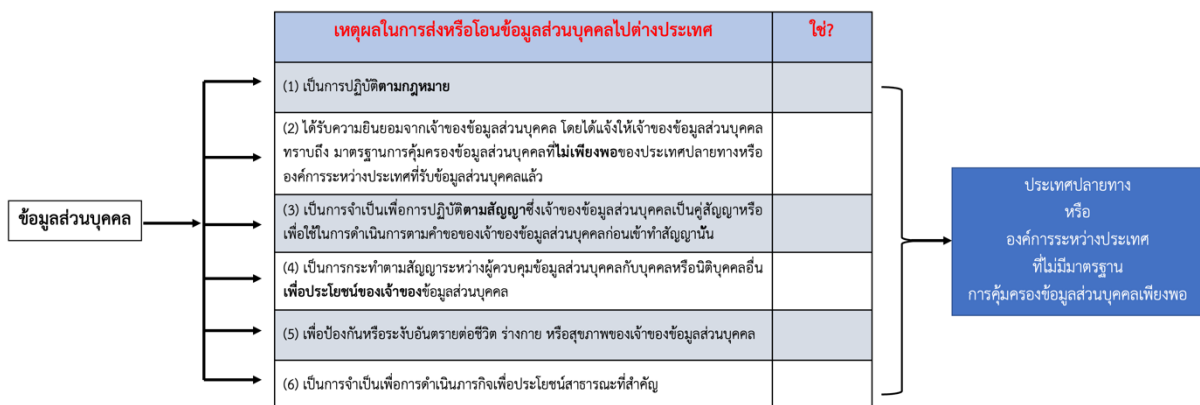 เหตุผลในการส่งหรือโอนข้อมูลส่วนบุคคลไปต่างประเทศ
ใช่?
(1) เป็นการปฏิบัติตามกฎหมาย
(2) ได้รับความยินยอมจากเจ้าของข้อมูลส่วนบุคคล โดยได้แจ้งให้เจ้าของข้อมูลส่วนบุคคล
ทราบถึง มาตรฐานการคุ้มครองข้อมูลส่วนบุคคลที่ไม่เพียงพอของประเทศปลายทางหรือ
องค์การระหว่างประเทศที่รับข้อมูลส่วนบุคคลแล้ว
ข้อมูลส่วนบุคคล
(3) เป็นการจำเป็นเพื่อการปฏิบัติตามสัญญาซึ่งเจ้าของข้อมูลส่วนบุคคลเป็นคู่สัญญาหรือ
เพื่อใช้ในการดำเนินการตามคำขอของเจ้าของข้อมูลส่วนบุคคลก่อนเข้าทำสัญญานั้น
(4) เป็นการกระทำตามสัญญาระหว่างผู้ควบคุมข้อมูลส่วนบุคคลกับบุคคลหรือนิติบุคคลอื่น
เพื่อประโยชน์ของเจ้าของข้อมูลส่วนบุคคล
(5) เพื่อป้องกันหรือระงับอันตรายต่อชีวิต ร่างกาย หรือสุขภาพของเจ้าของข้อมูลส่วนบุคคล
(6) เป็นการจำเป็นเพื่อการดำเนินภารกิจเพื่อประโยชน์สาธารณะที่สำคัญ
ประเทศปลายทาง
หรือ
องค์การระหว่างประเทศ
ที่ไม่มีมาตรฐาน
การคุ้มครองข้อมูลส่วนบุคคลเพียงพอ